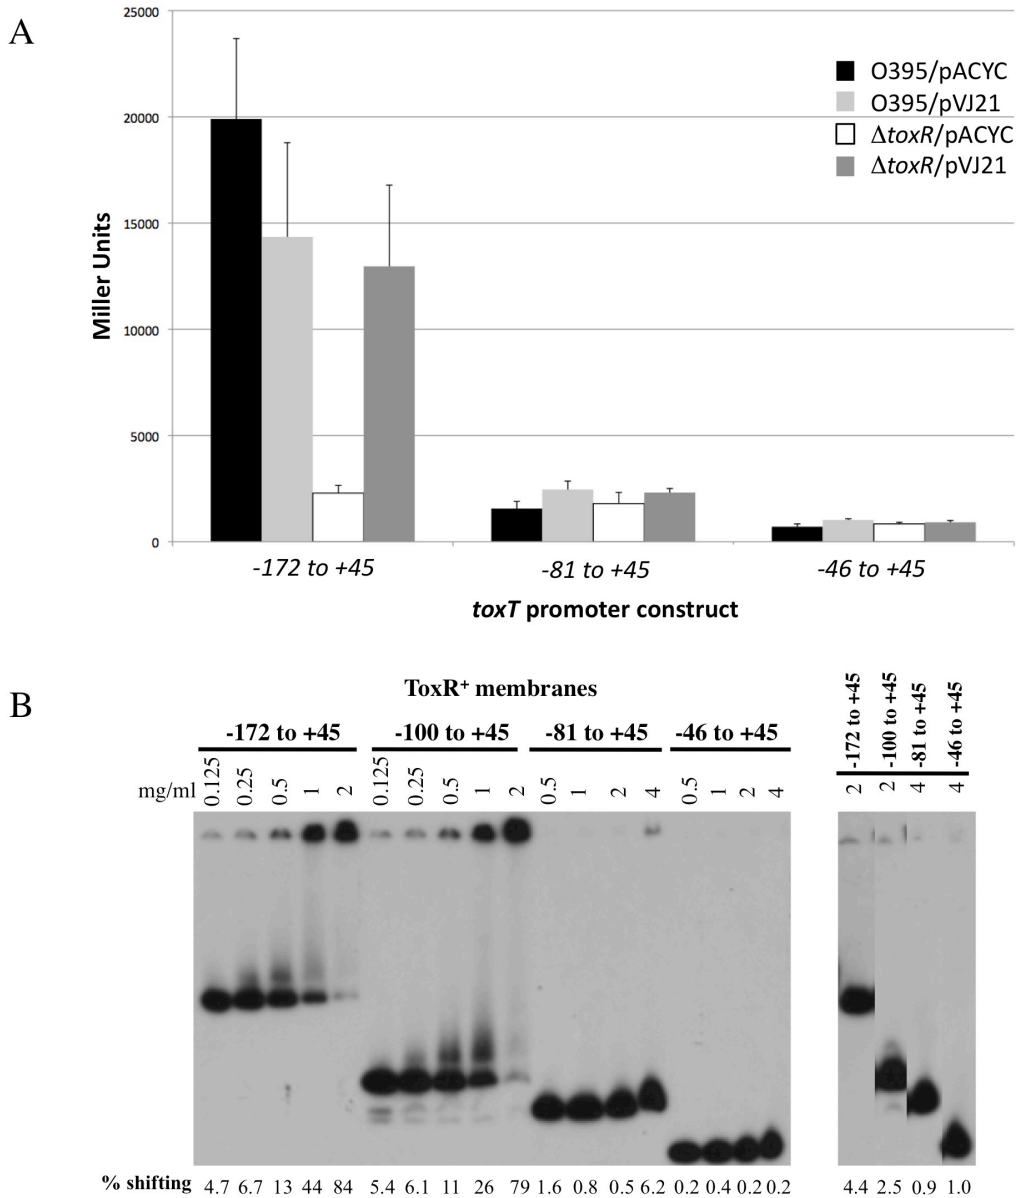 A
25000
20000
15000
10000
5000
0
Miller Units
O395/pACYC
O395/pVJ21
ΔtoxR/pACYC
ΔtoxR/pVJ21
-172 to +45 -81 to +45 -46 to +45
toxT promoter construct
B
ToxR+ membranes
-172 to +45 -100 to +45 -81 to +45 -46 to +45
-172 to +45
-100 to +45
-81 to +45
-46 to +45
mg/ml 0.125 0.25 0.5 1 2 0.125 0.25 0.5 1 2 0.5 1 2 4 0.5 1 2 4 2 2 4 4
% shifting 4.7 6.7 13 44 84 5.4 6.1 11 26 79 1.6 0.8 0.5 6.2 0.2 0.4 0.2 0.2 4.4 2.5 0.9 1.0